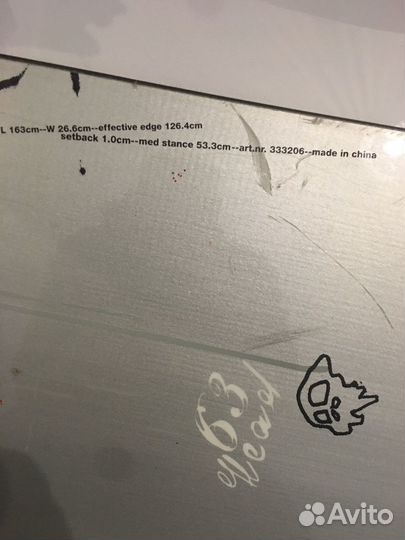 L 163cm--W 26.6cm--effective edge 126.4cm
setback 1.0cm--med stance 53.3cm--art.nr. 333206--made in china
63
Head
Avito